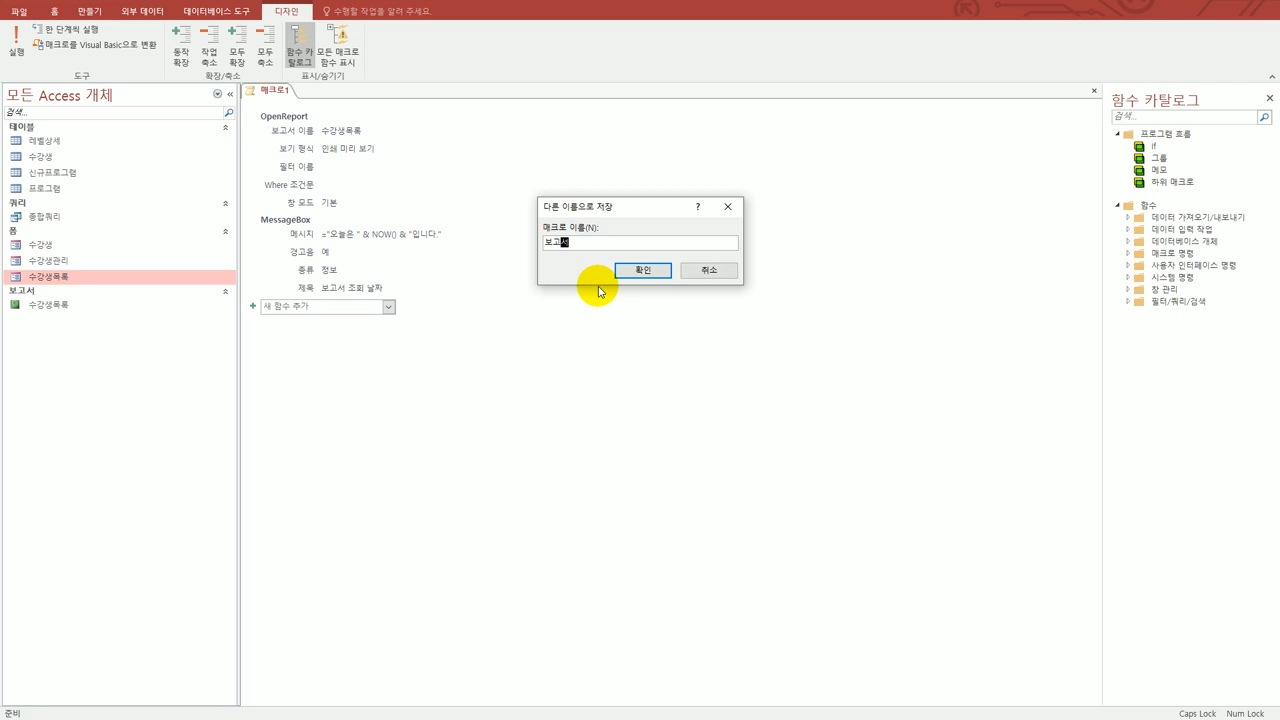 파일 홈 만들기 외부 데이터 데이터베이스 도구 디자인 수행할 작업을 알려 주세요.
실행
한 단계씩 실행
매크로를 Visual Basic으로 변환
도구
동작 확장
작업 축소
모두 확장
모두 축소
확장/축소
함수 카탈로그
모든 매크로 함수 표시
표시/숨기기
모든 Access 개체
검색...
테이블
레벨상세
수강생
신규프로그램
프로그램
쿼리
종합쿼리
폼
수강생
수강생관리
수강생목록
보고서
수강생목록
매크로1
OpenReport
보고서 이름 수강생목록
보기 형식 인쇄 미리 보기
필터 이름
Where 조건문
창 모드 기본
MessageBox
메시지 ="오늘은 " & NOW() & "입니다."
경고음 예
종류 정보
제목 보고서 조회 날짜
새 함수 추가
다른 이름으로 저장 ?
매크로 이름(N):
보고서
확인 취소
함수 카탈로그
검색...
프로그램 흐름
If
그룹
메모
하위 매크로
함수
데이터 가져오기/내보내기
데이터 입력 작업
데이터베이스 개체
매크로 명령
사용자 인터페이스 명령
시스템 명령
창 관리
필터/쿼리/검색
준비 Caps Lock Num Lock